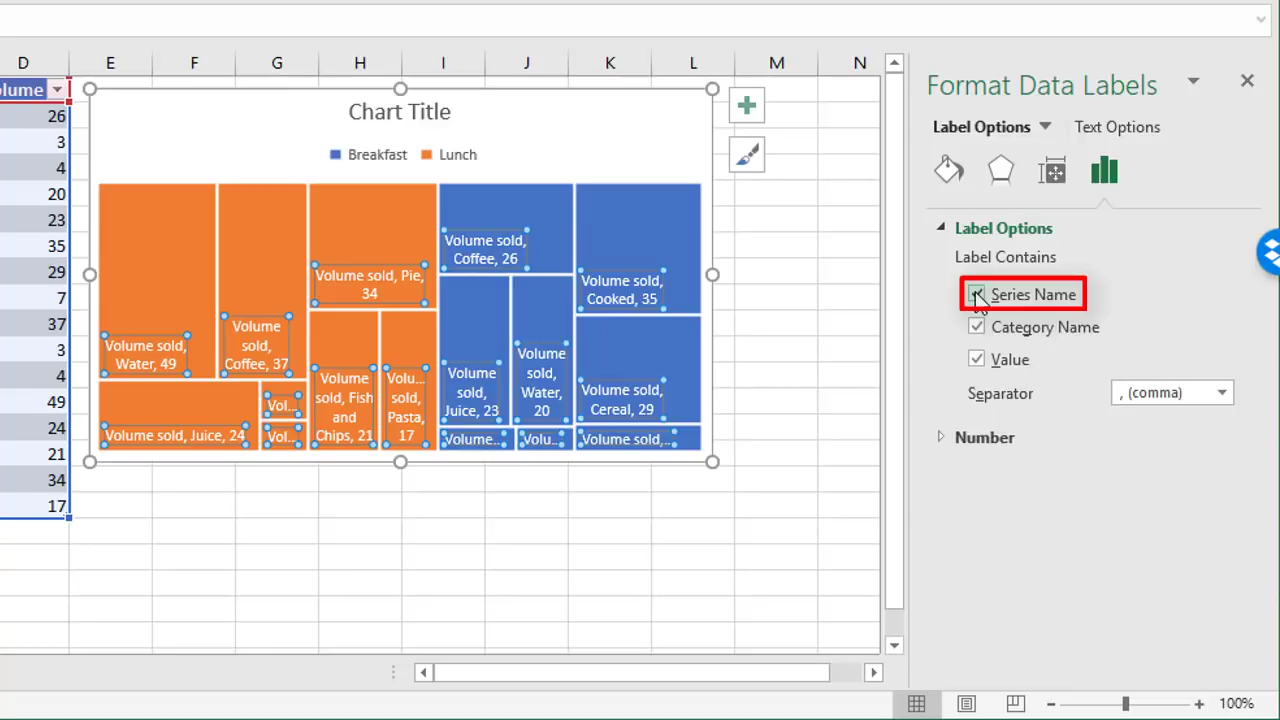 D E F G H I J K L M N
olume
26
3
4
20
23
35
29
7
37
3
4
49
24
21
34
17
Chart Title
Breakfast Lunch
Volume sold,
Water, 49
Volume
sold,
Coffee, 37
Volume sold, Pie,
34
Volume sold, Juice, 24
Vol...
Vol...
Volume
sold, Fish
and
Chips, 21
Volu...
sold,
Pasta,
17
Volume sold,
Coffee, 26
Volume
sold,
Juice, 23
Volume
sold,
Water,
20
Volume sold,
Cooked, 35
Volume sold,
Cereal, 29
Volume...
Volu...
Volume sold,...
Format Data Labels
Label Options Text Options
Label Options
Label Contains
Series Name
Category Name
Value
Separator , (comma)
Number
100%